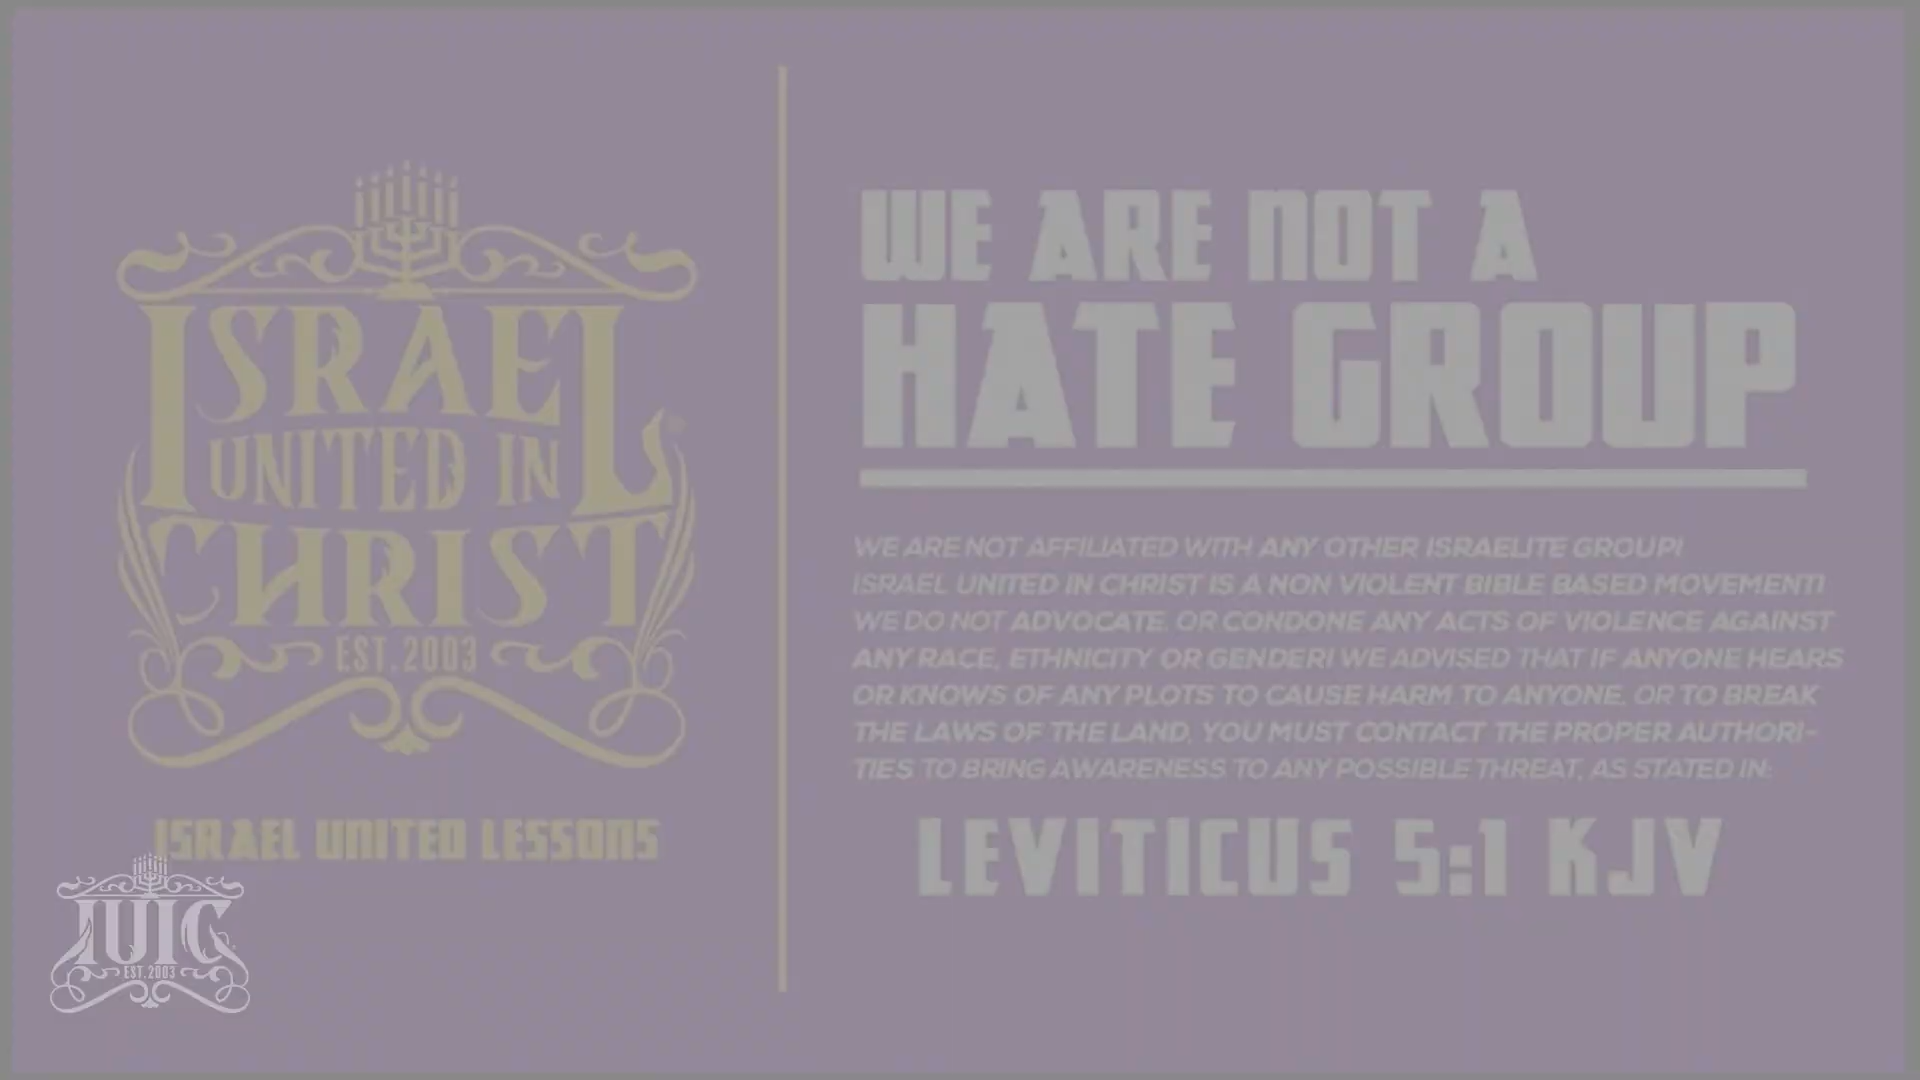 ISRAEL
UNITED IN
CHRIST
EST. 2003
ISRAEL UNITED LESSONS
IUIC
EST. 2003
WE ARE NOT A
HATE GROUP
WE ARE NOT AFFILIATED WITH ANY OTHER ISRAELITE GROUP!
ISRAEL UNITED IN CHRIST IS A NON VIOLENT BIBLE BASED MOVEMENT!
WE DO NOT ADVOCATE, OR CONDONE ANY ACTS OF VIOLENCE AGAINST
ANY RACE, ETHNICITY OR GENDER! WE ADVISED THAT IF ANYONE HEARS
OR KNOWS OF ANY PLOTS TO CAUSE HARM TO ANYONE, OR TO BREAK
THE LAWS OF THE LAND, YOU MUST CONTACT THE PROPER AUTHORI-
TIES TO BRING AWARENESS TO ANY POSSIBLE THREAT, AS STATED IN:
LEVITICUS 5:1 KJV